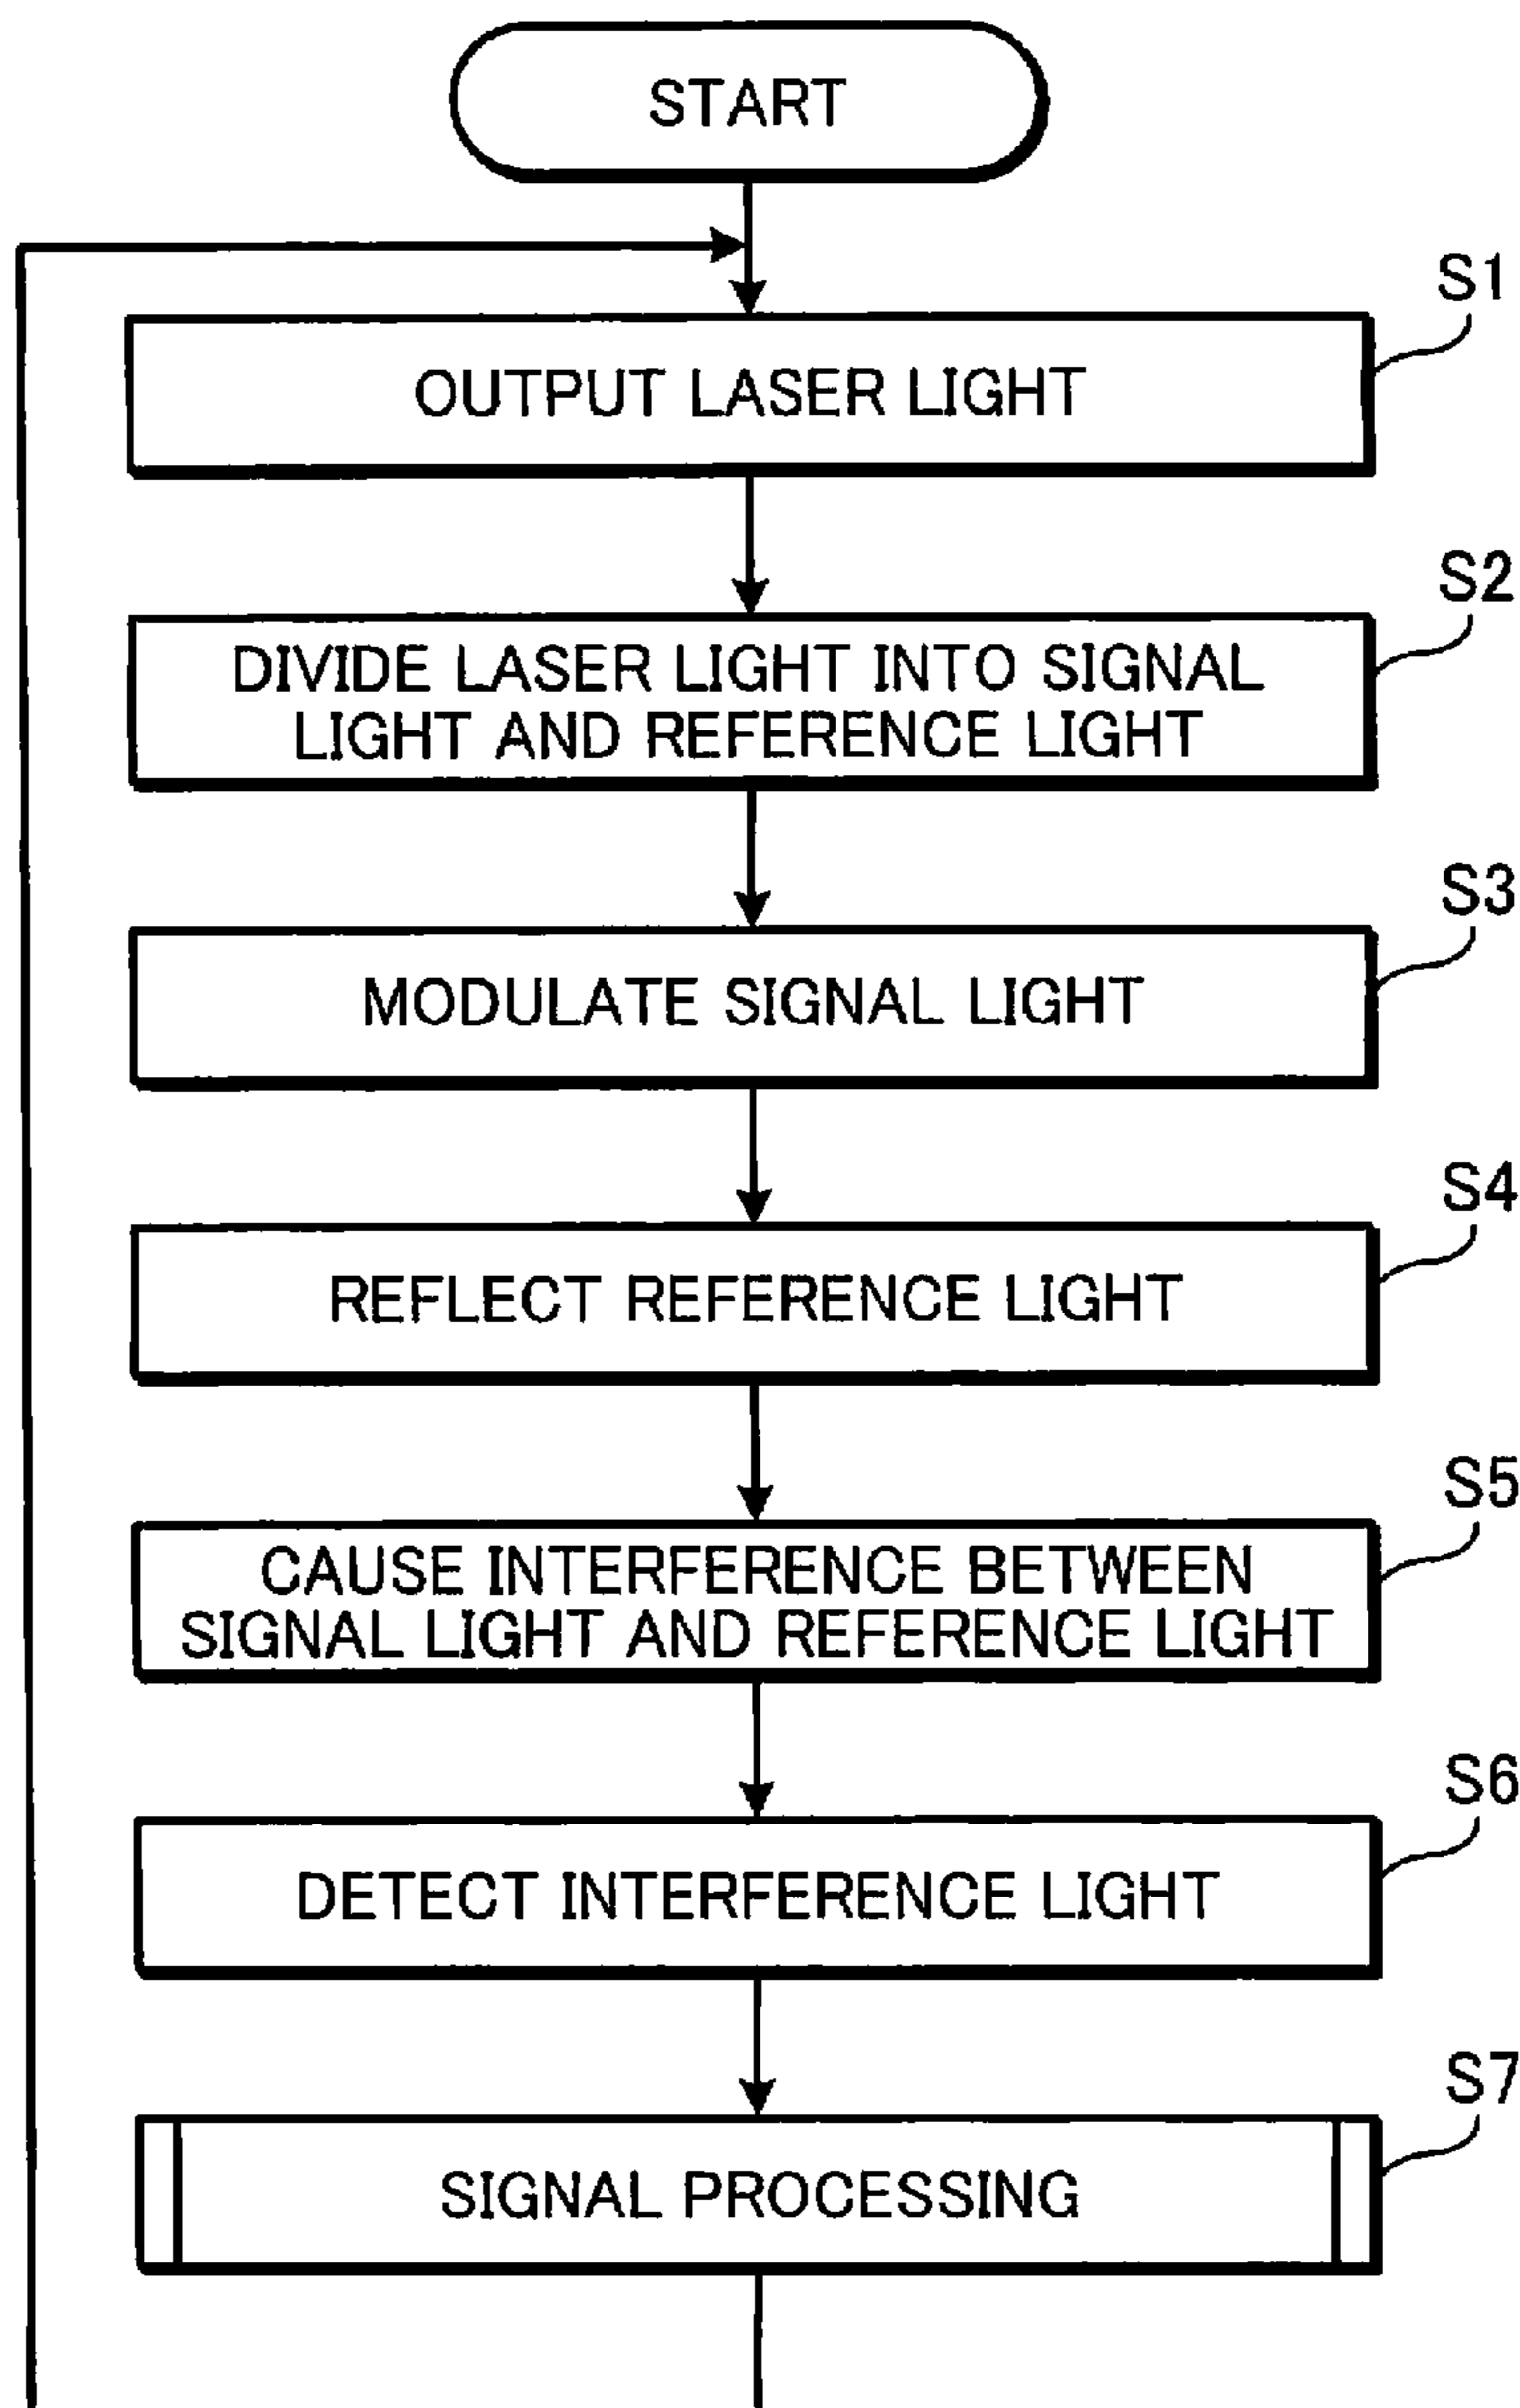 START
S1
OUTPUT LASER LIGHT
S2
DIVIDE LASER LIGHT INTO SIGNAL
LIGHT AND REFERENCE LIGHT
S3
MODULATE SIGNAL LIGHT
S4
REFLECT REFERENCE LIGHT
S5
CAUSE INTERFERENCE BETWEEN
SIGNAL LIGHT AND REFERENCE LIGHT
S6
DETECT INTERFERENCE LIGHT
S7
SIGNAL PROCESSING